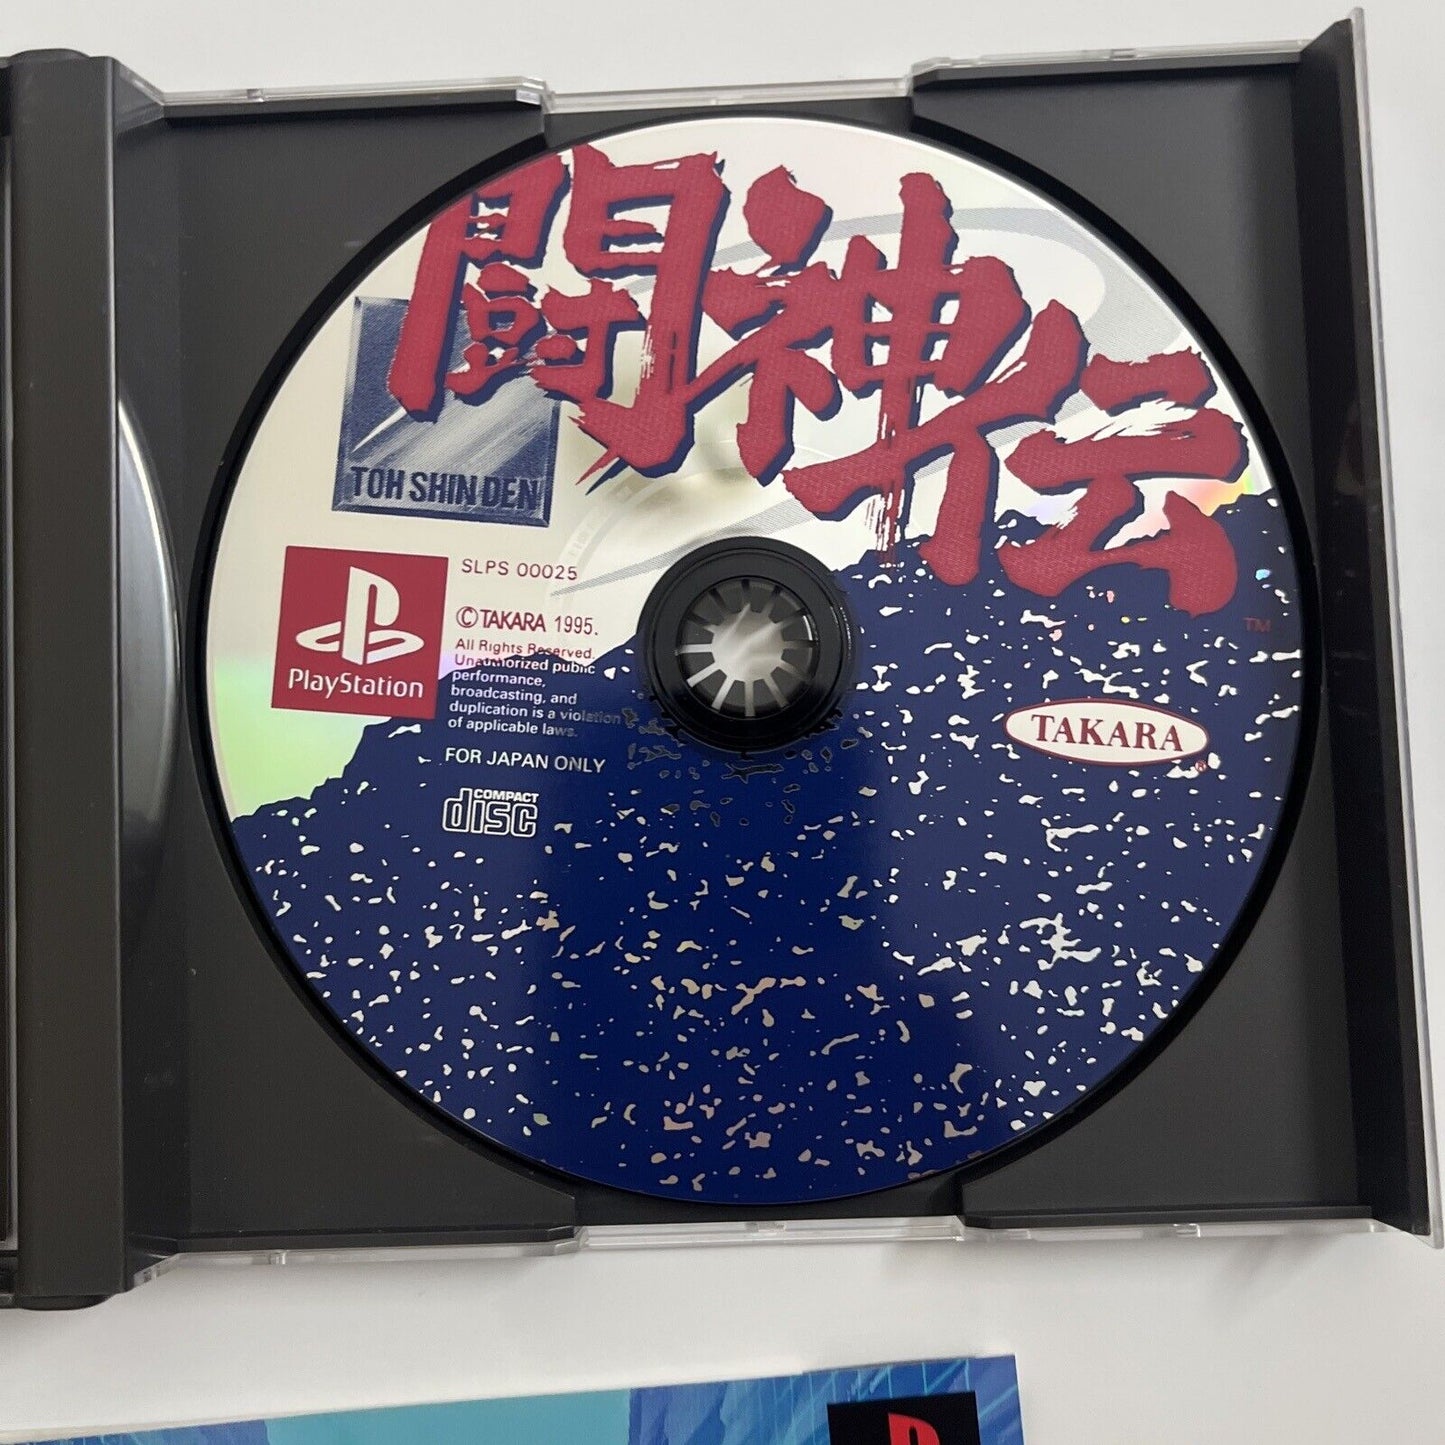 闘神伝
TOH SHIN DEN
TM
PlayStation
SLPS 00025
©TAKARA 1995.
All Rights Reserved.
Unauthorized public
performance,
broadcasting, and
duplication is a violation
of applicable laws.
FOR JAPAN ONLY
COMPACT
disc
TAKARA
®